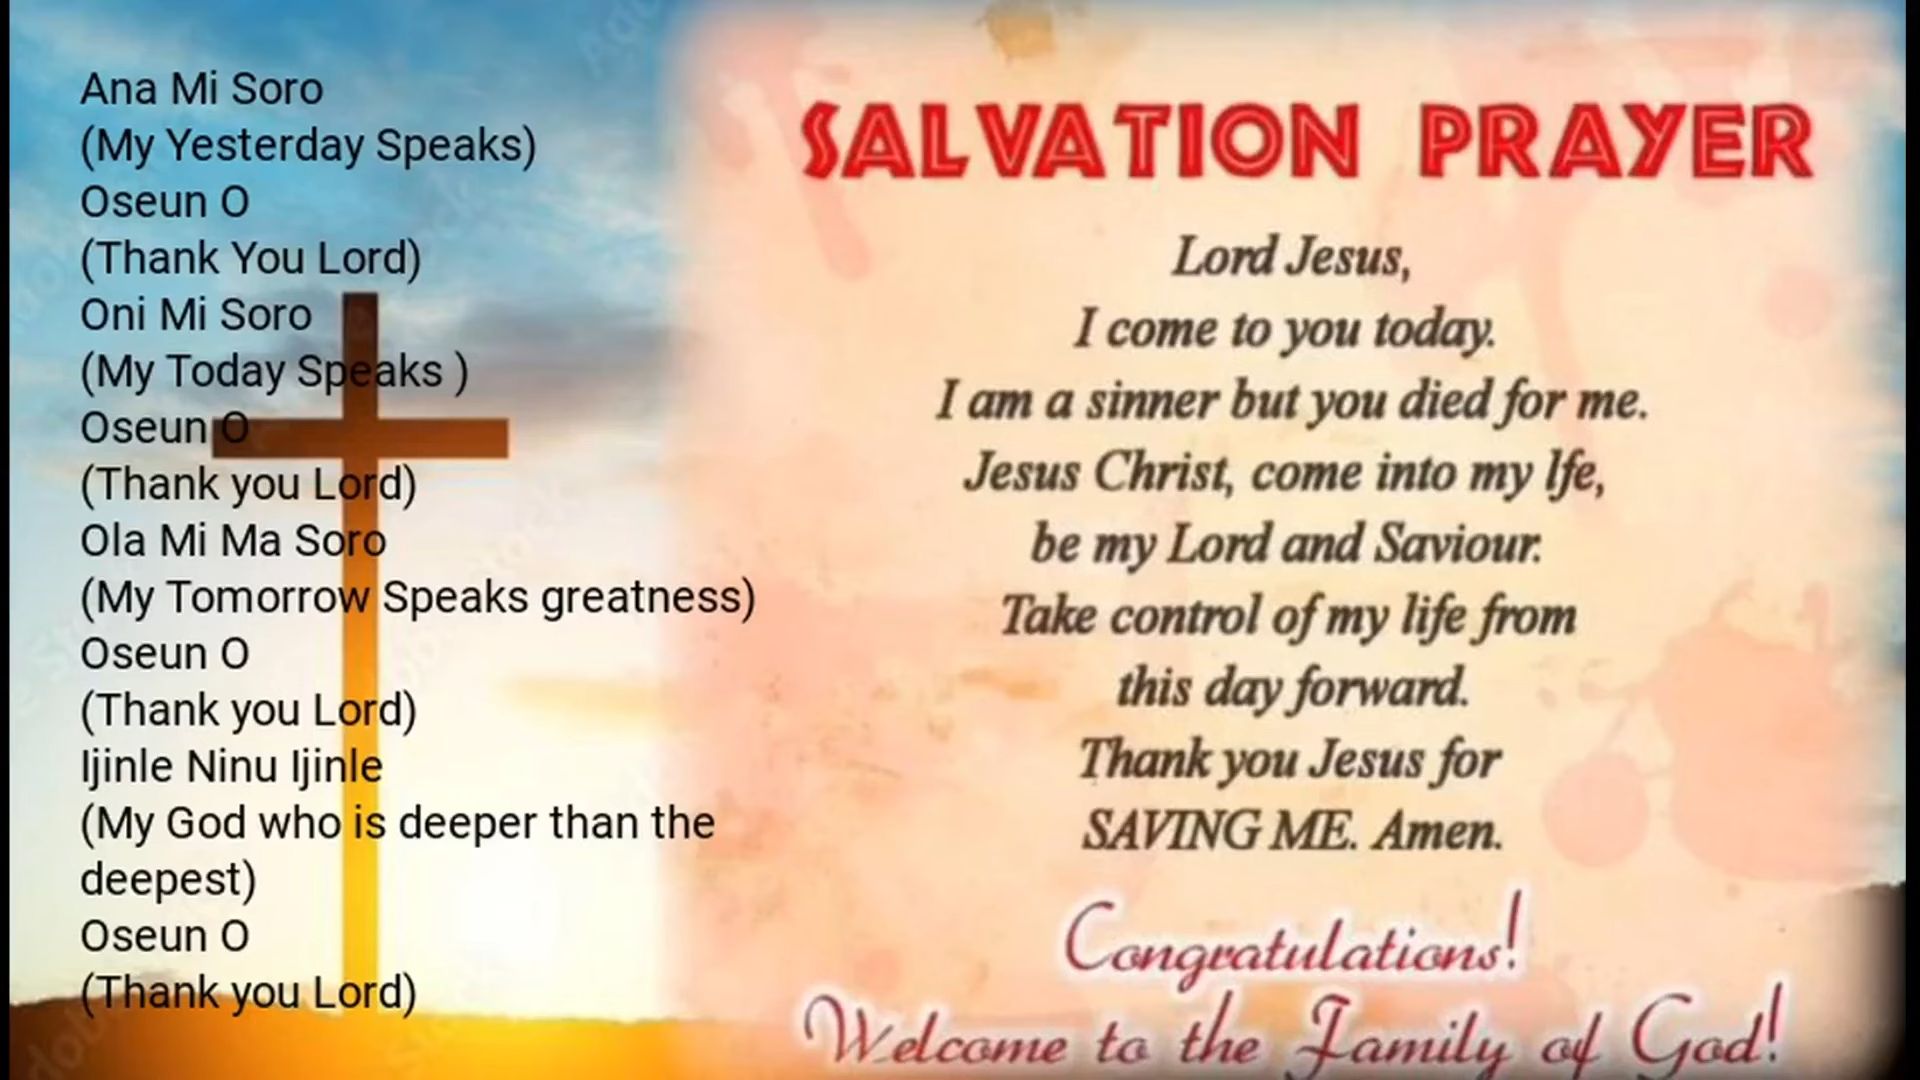 Ana Mi Soro
(My Yesterday Speaks)
Oseun O
(Thank You Lord)
Oni Mi Soro
(My Today Speaks )
Oseun O
(Thank you Lord)
Ola Mi Ma Soro
(My Tomorrow Speaks greatness)
Oseun O
(Thank you Lord)
Ijinle Ninu Ijinle
(My God who is deeper than the
deepest)
Oseun O
(Thank you Lord)
SALVATION PRAYER
Lord Jesus,
I come to you today.
I am a sinner but you died for me.
Jesus Christ, come into my lfe,
be my Lord and Saviour.
Take control of my life from
this day forward.
Thank you Jesus for
SAVING ME. Amen.
Congratulations!
Welcome to the Family of God!